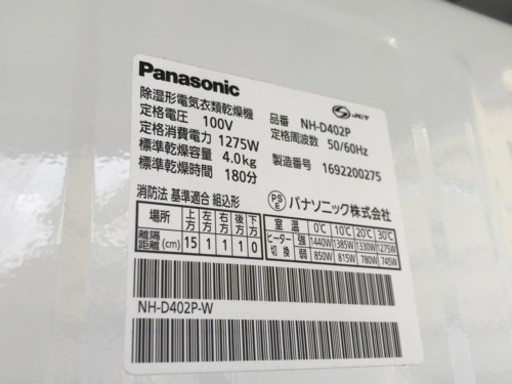 Panasonic
JET
除湿形電気衣類乾燥機
品番 NH-D402P
定格電圧 100V
定格周波数 50/60Hz
定格消費電力 1275W
標準乾燥容量 4.0kg
製造番号 1692200275
標準乾燥時間 180分
消防法 基準適合 組込形
PSE パナソニック株式会社
場所 上方 左方 右方 後方 下方
離隔距離(cm) 15 1 1 1 0
室温 0℃ 10℃ 20℃ 30℃
ヒーター切換 強 1440W 1385W 1330W 1275W
弱 850W 815W 780W 745W
NH-D402P-W